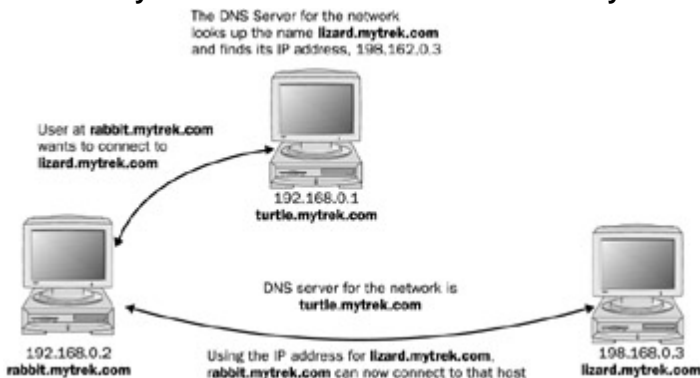 The DNS Server for the network
looks up the name lizard.mytrek.com
and finds its IP address, 198.162.0.3
User at rabbit.mytrek.com
wants to connect to
lizard.mytrek.com
192.168.0.1
turtle.mytrek.com
DNS server for the network is
turtle.mytrek.com
192.168.0.2
rabbit.mytrek.com
Using the IP address for lizard.mytrek.com,
rabbit.mytrek.com can now connect to that host
198.168.0.3
lizard.mytrek.com